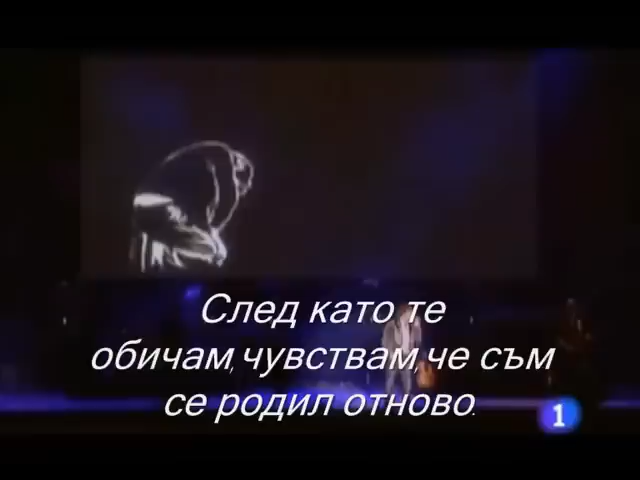 След като те
обичам,чувствам,че съм
се родил отново.
1